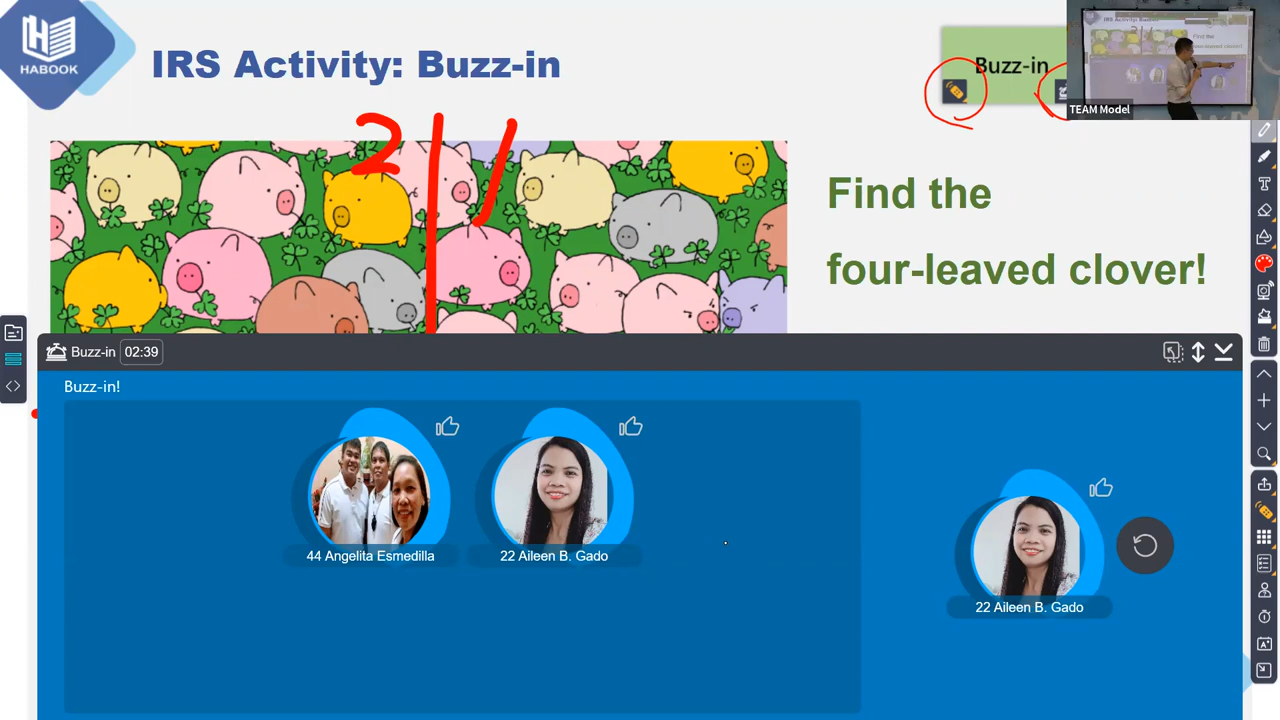 HABOOK
IRS Activity: Buzz-in
Buzz-in
TEAM Model
2 1
Find the
four-leaved clover!
Buzz-in 02:39
Buzz-in!
44 Angelita Esmedilla
22 Aileen B. Gado
22 Aileen B. Gado